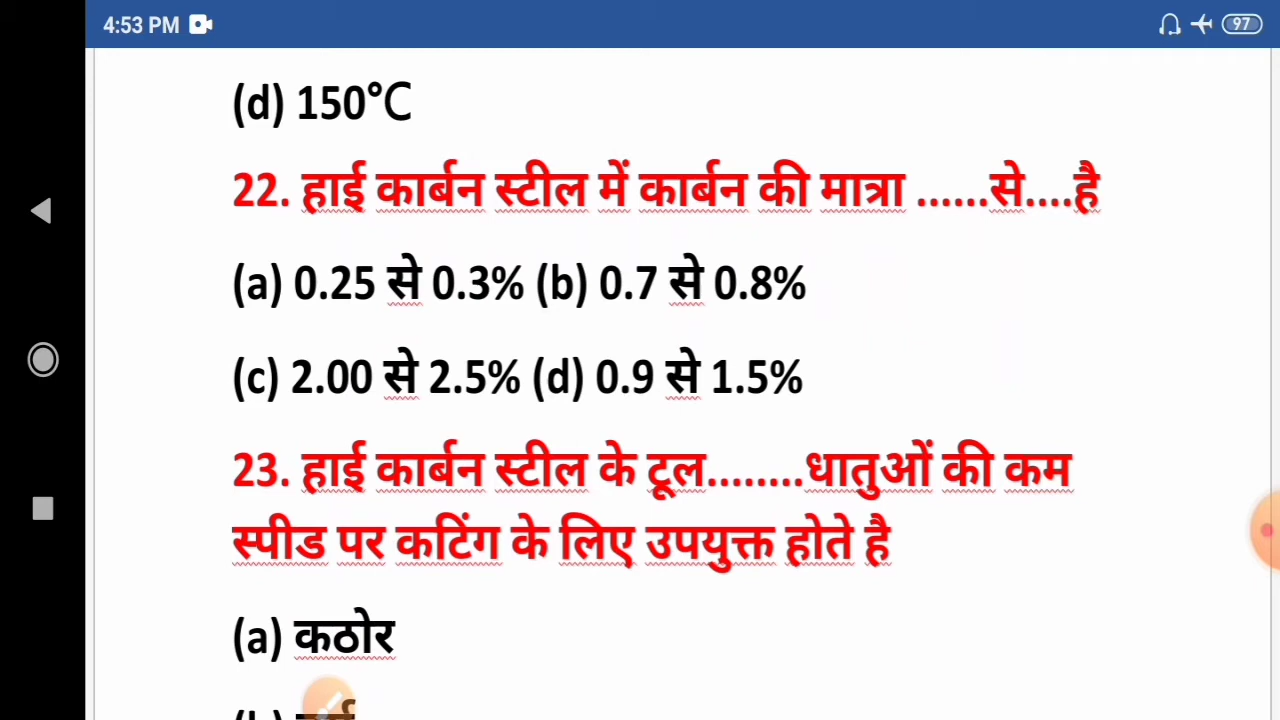 4:53 PM
97
(d) 150°C
22. हाई कार्बन स्टील में कार्बन की मात्रा ......से....है
(a) 0.25 से 0.3% (b) 0.7 से 0.8%
(c) 2.00 से 2.5% (d) 0.9 से 1.5%
23. हाई कार्बन स्टील के टूल........धातुओं की कम
स्पीड पर कटिंग के लिए उपयुक्त होते है
(a) कठोर